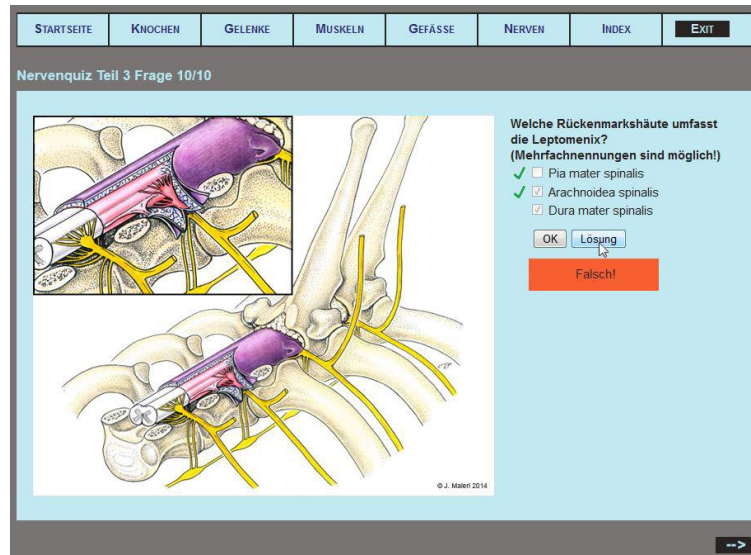 STARTSEITE KNOCHEN GELENKE MUSKELN GEFÄSSE NERVEN INDEX EXIT
Nervenquiz Teil 3 Frage 10/10
Welche Rückenmarkshäute umfasst
die Leptomenix?
(Mehrfachnennungen sind möglich!)
Pia mater spinalis
Arachnoidea spinalis
Dura mater spinalis
OK Lösung
Falsch!
© J. Maierl 2014
-->